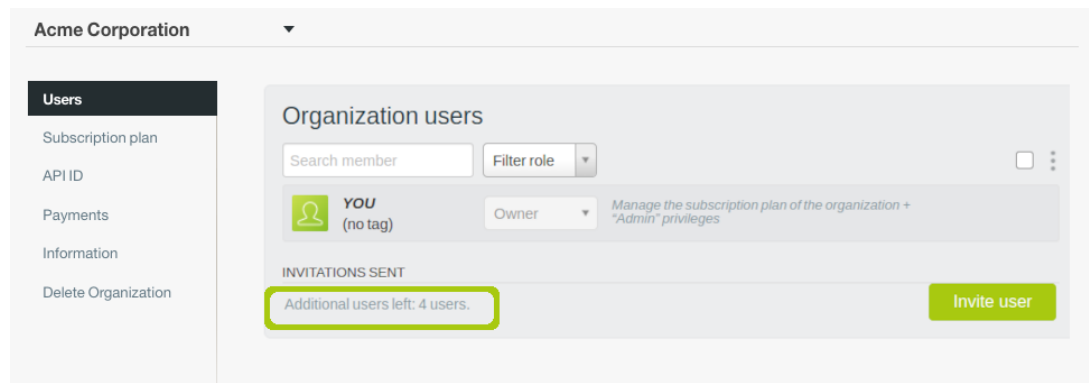 Acme Corporation
Users
Subscription plan
API ID
Payments
Information
Delete Organization
Organization users
Search member
Filter role
YOU
(no tag)
Owner
Manage the subscription plan of the organization +
"Admin" privileges
INVITATIONS SENT
Additional users left: 4 users.
Invite user